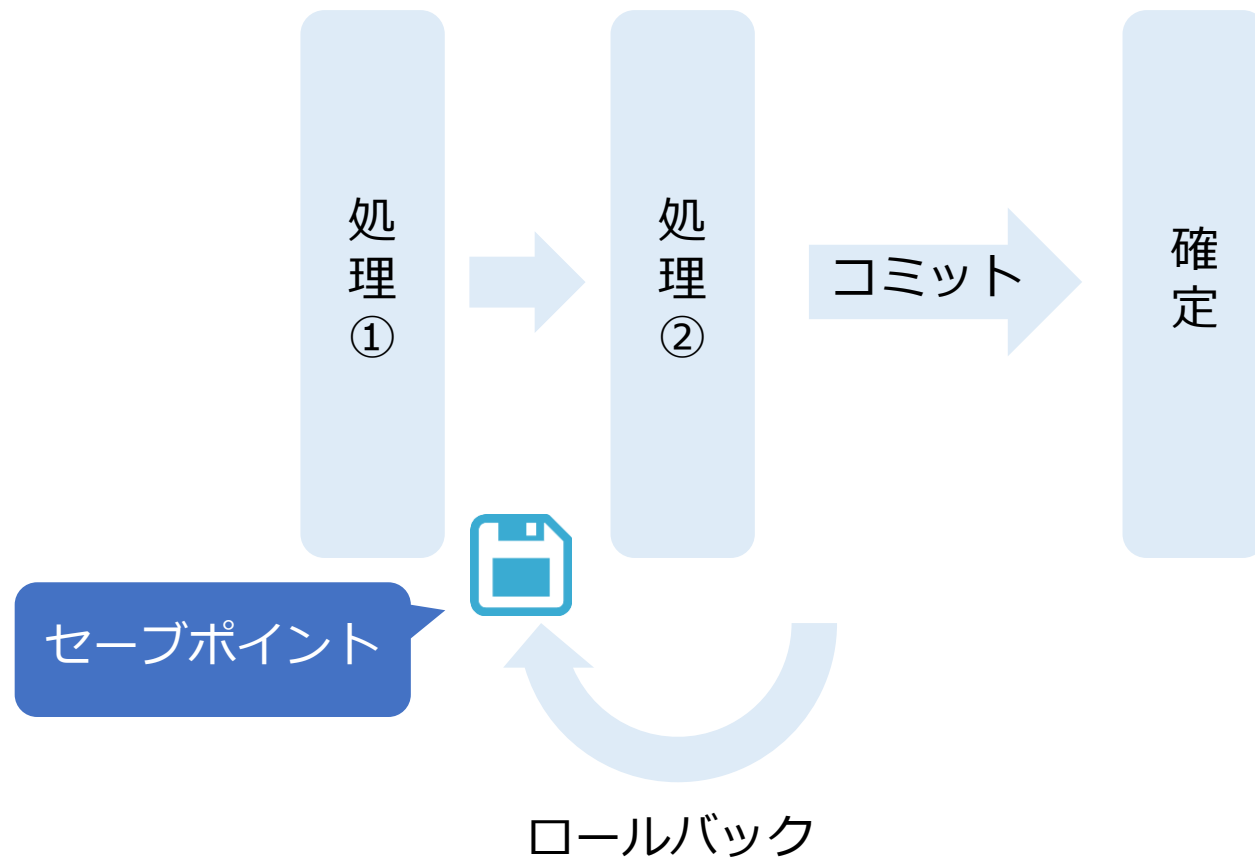 処理①
処理②
コミット
確定
セーブポイント
ロールバック